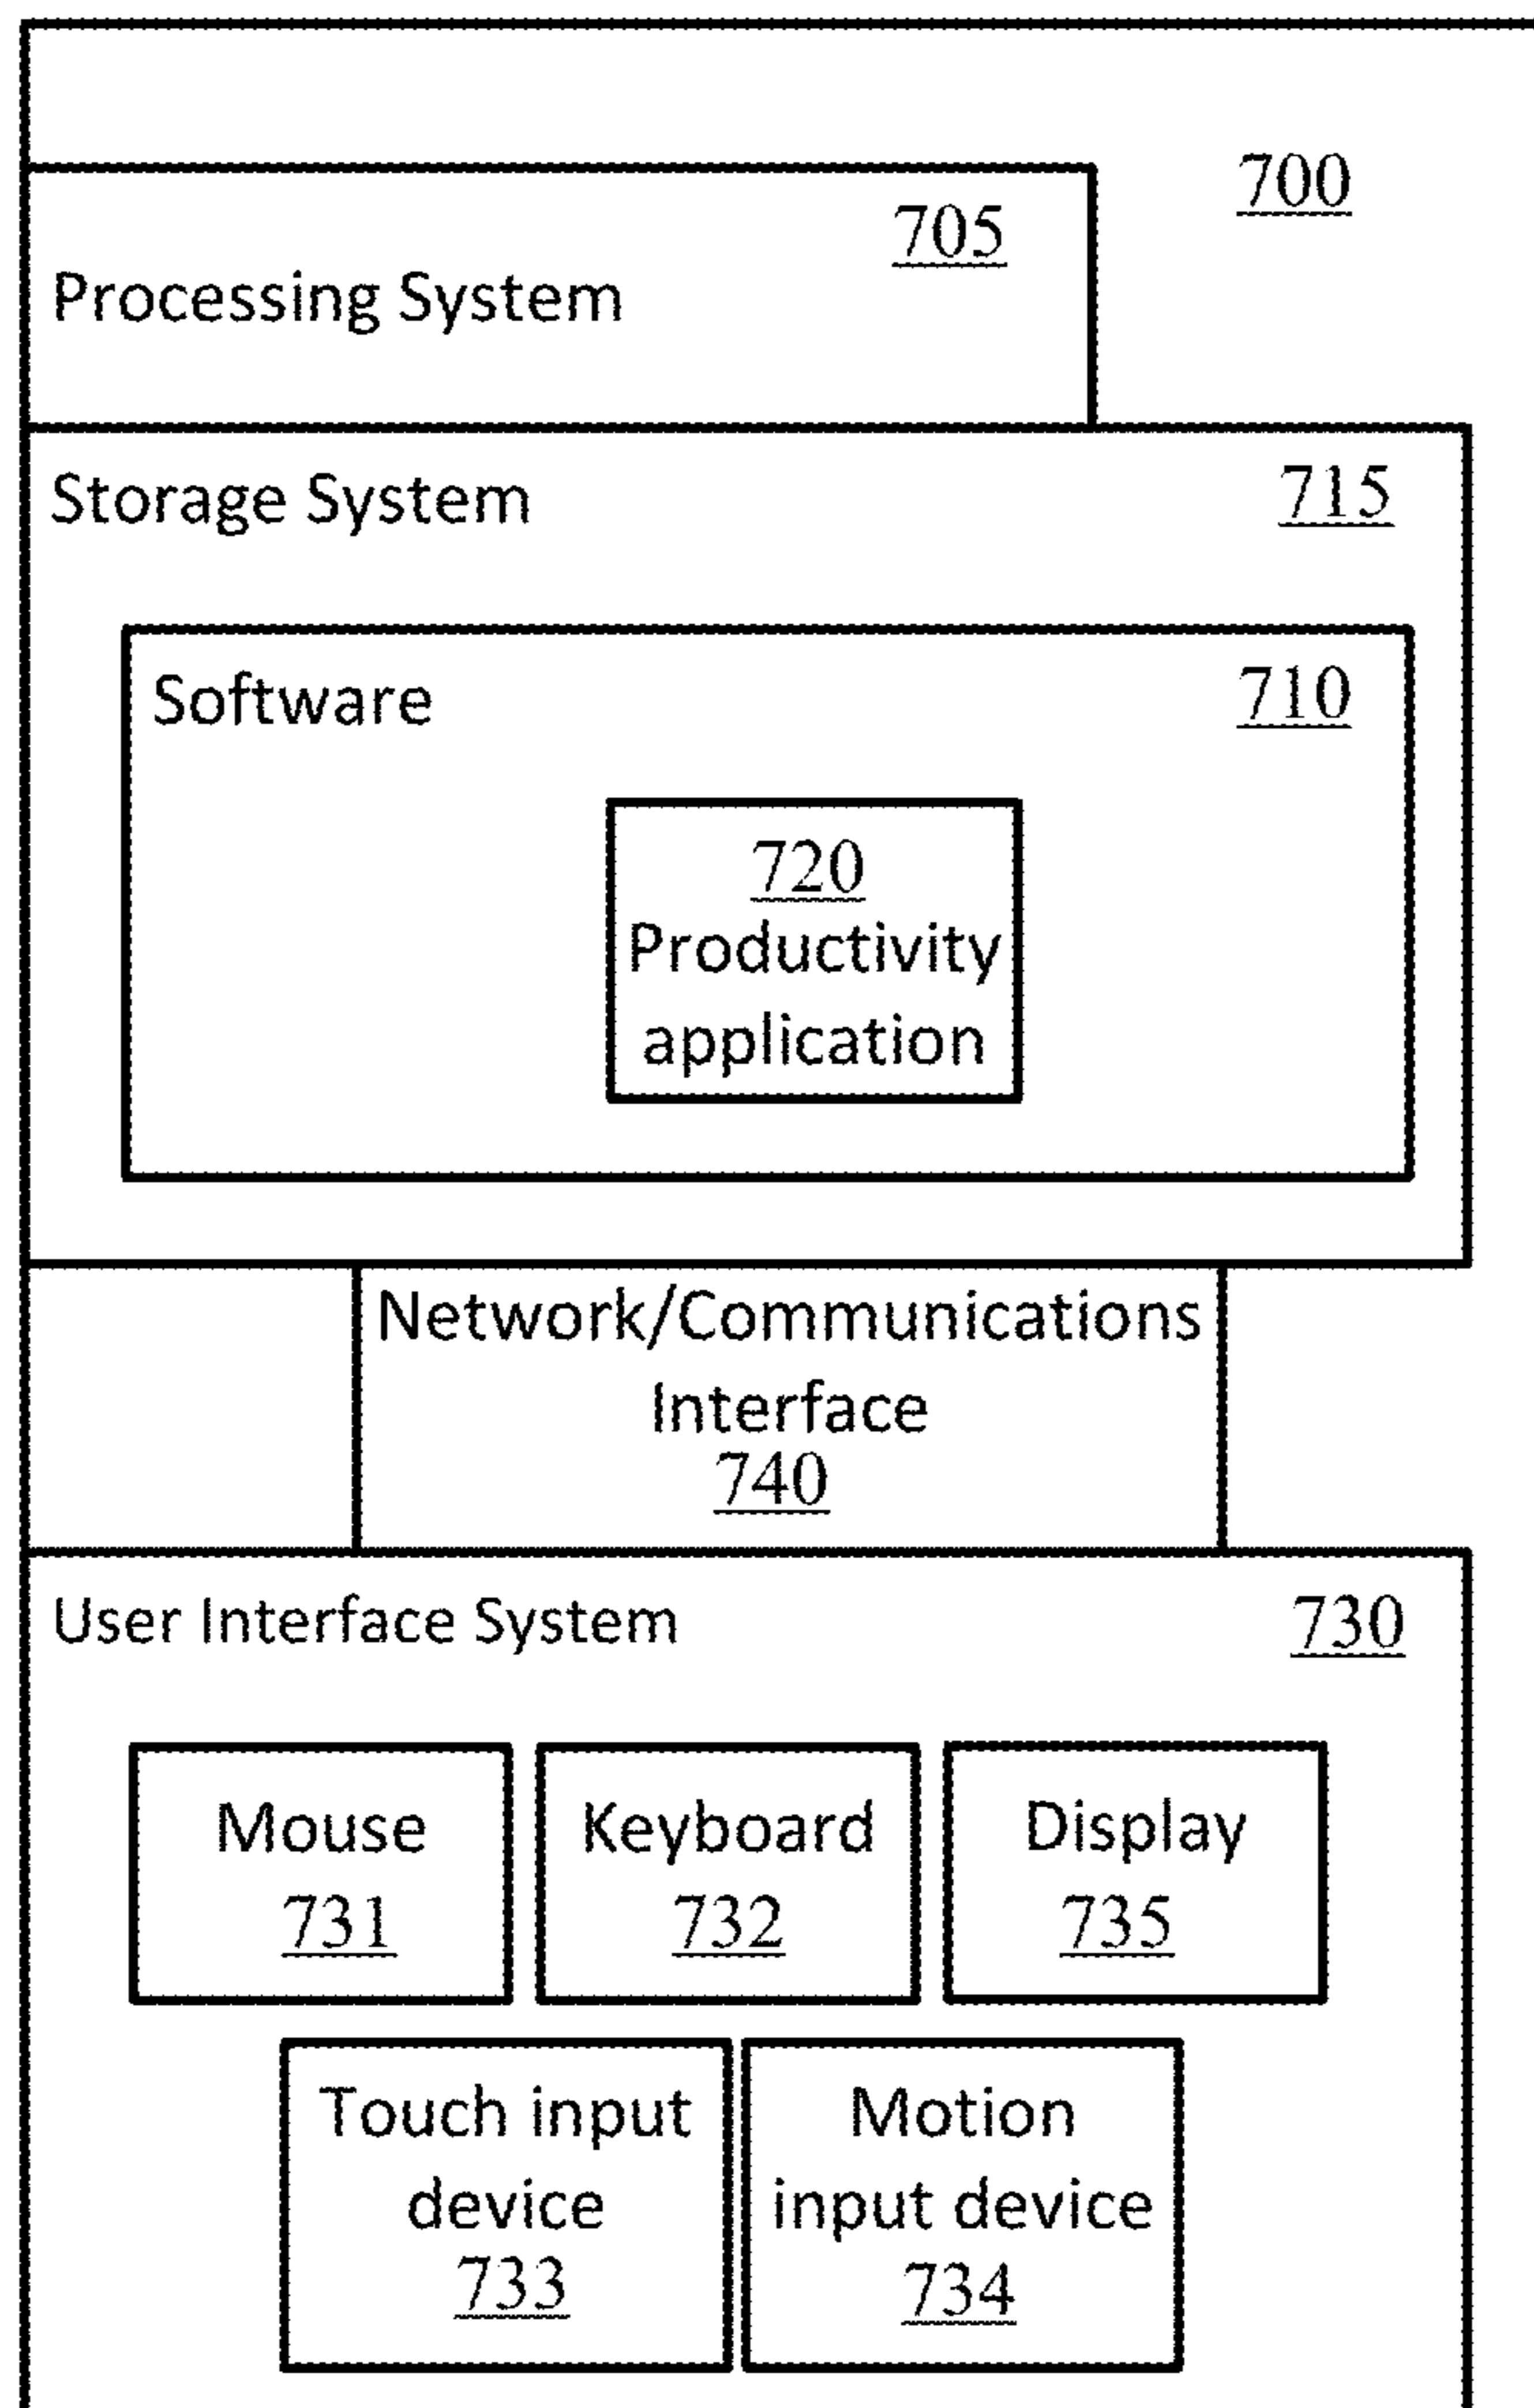 700
705
Processing System
Storage System 715
Software 710
720
Productivity
application
Network/Communications
Interface
740
User Interface System 730
Mouse
731
Keyboard
732
Display
735
Touch input
device
733
Motion
input device
734